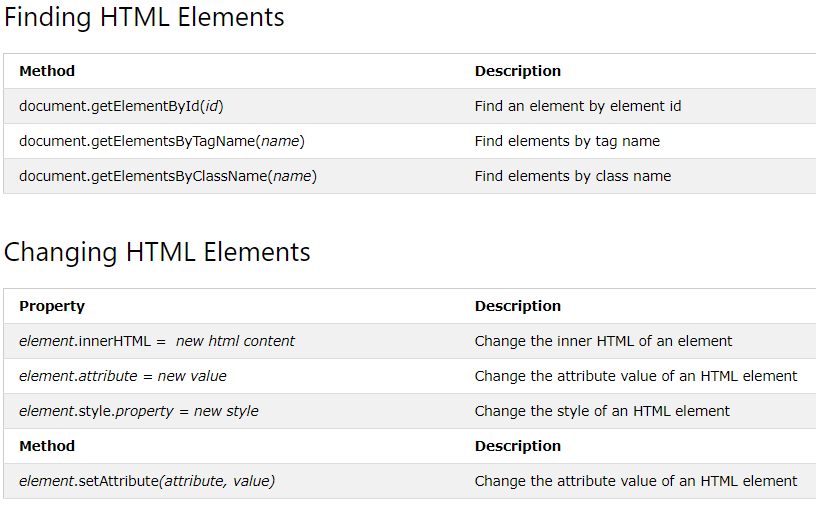 Finding HTML Elements
Method Description
document.getElementById(id) Find an element by element id
document.getElementsByTagName(name) Find elements by tag name
document.getElementsByClassName(name) Find elements by class name
Changing HTML Elements
Property Description
element.innerHTML =  new html content Change the inner HTML of an element
element.attribute = new value Change the attribute value of an HTML element
element.style.property = new style Change the style of an HTML element
Method Description
element.setAttribute(attribute, value) Change the attribute value of an HTML element